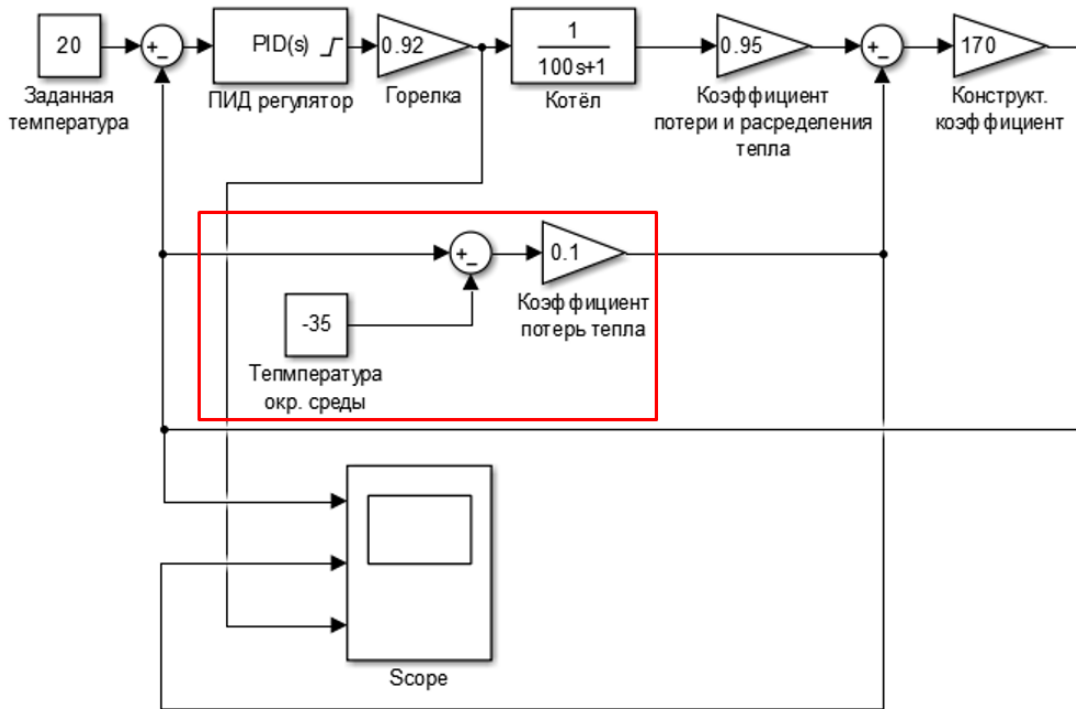 20
+
-
PID(s)
0.92
1
100s+1
0.95
+
-
170
Заданная
температура
ПИД регулятор
Горелка
Котёл
Коэффициент
потери и расределения
тепла
Конструкт.
коэффициент
+
-
0.1
Коэффициент
потерь тепла
-35
Тепмпература
окр. среды
Scope